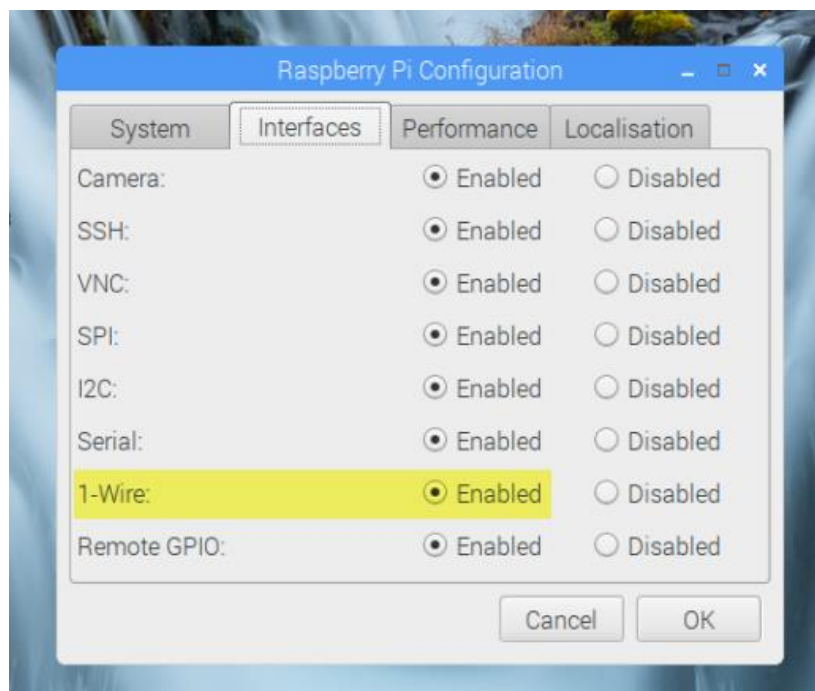 Raspberry Pi Configuration
System Interfaces Performance Localisation
Camera: Enabled Disabled
SSH: Enabled Disabled
VNC: Enabled Disabled
SPI: Enabled Disabled
I2C: Enabled Disabled
Serial: Enabled Disabled
1-Wire: Enabled Disabled
Remote GPIO: Enabled Disabled
Cancel OK